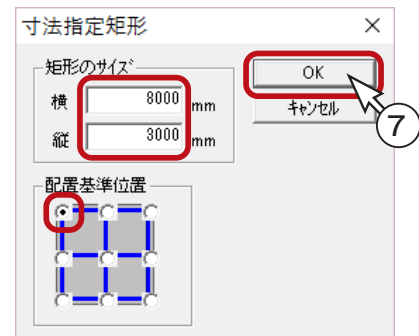 寸法指定矩形
矩形のサイズ
横 8000 mm
縦 3000 mm
OK
キャンセル
7
配置基準位置